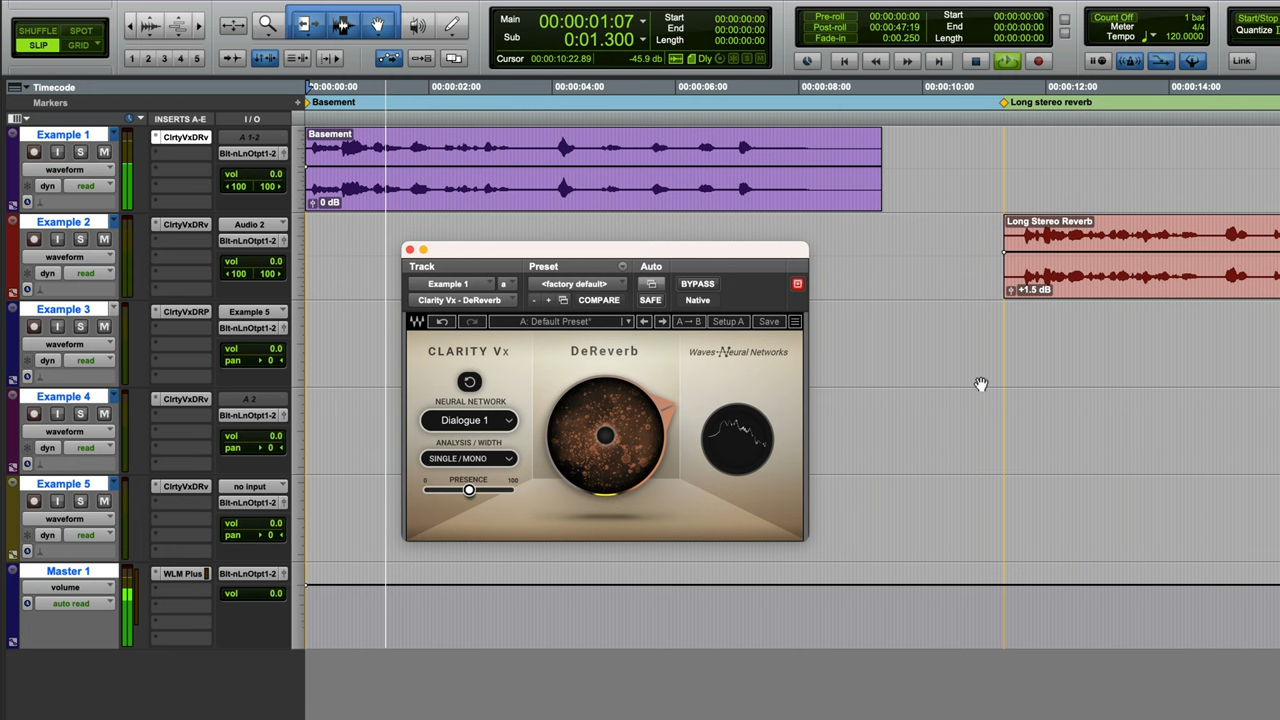 SHUFFLE SPOT
SLIP GRID
1 2 3 4 5
Main 00:00:01:07
Sub 0:01.300
Start 00:00:00:00
End 00:00:00:00
Length 00:00:00:00
Cursor 00:00:10:22.89 -45.9 db Dly
Pre-roll 00:00:00:00
Post-roll 00:00:47:19
Fade-in 0:00.250
Start 00:00:00:00
End 00:00:00:00
Length 00:00:00:00
Count Off 1 bar
Meter 4/4
Tempo 120.0000
Start/Stop
Quantize
Link
Timecode
0:00:00:00 00:00:02:00 00:00:04:00 00:00:06:00 00:00:08:00 00:00:10:00 00:00:12:00 00:00:14:00
Markers
Basement
Long stereo reverb
INSERTS A-E I / O
Example 1
ClrtyVxDRv A 1-2
I S M
Blt-nLnOtpt1-2
waveform
vol 0.0
dyn read
100 100
Basement
0 dB
Example 2
ClrtyVxDRv Audio 2
I S M
Blt-nLnOtpt1-2
waveform
vol 0.0
dyn read
100 100
Long Stereo Reverb
+1.5 dB
Example 3
ClrtyVxDRP Example 5
I S M
Blt-nLnOtpt1-2
waveform
vol 0.0
dyn read
pan 0
Example 4
ClrtyVxDRv A 2
I S M
Blt-nLnOtpt1-2
waveform
vol 0.0
dyn read
pan 0
Example 5
ClrtyVxDRv no input
I S M
Blt-nLnOtpt1-2
waveform
vol 0.0
dyn read
pan 0
Master 1
WLM Plus Blt-nLnOtpt1-2
volume
vol 0.0
auto read
Track Preset Auto
Example 1 a <factory default> BYPASS
Clarity Vx - DeReverb - + COMPARE SAFE Native
A: Default Preset* A→B Setup A Save
CLARITY Vx DeReverb Waves Neural Networks
NEURAL NETWORK
Dialogue 1
ANALYSIS / WIDTH
SINGLE / MONO
0 PRESENCE 100